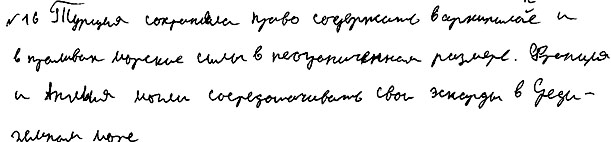 №16 Турция сохраняла право содержать в архипелаге и
в проливах морские силы в неограниченном размере. Франция
и Англия могли сосредотачивать свои эскадры в Среди-
земном море